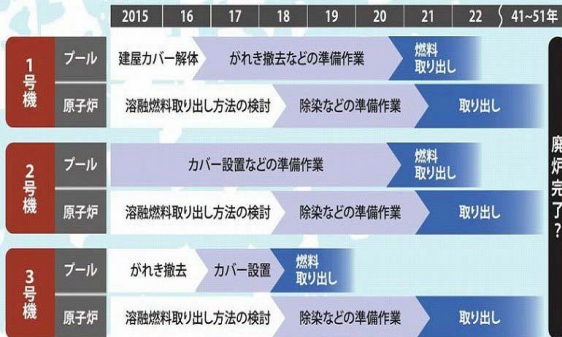 2015 16 17 18 19 20 21 22 41~51年
1号機
プール 建屋カバー解体 がれき撤去などの準備作業 燃料
取り出し
原子炉 溶融燃料取り出し方法の検討 除染などの準備作業 取り出し
2号機
プール カバー設置などの準備作業 燃料
取り出し
原子炉 溶融燃料取り出し方法の検討 除染などの準備作業 取り出し
3号機
プール がれき撤去 カバー設置 燃料
取り出し
原子炉 溶融燃料取り出し方法の検討 除染などの準備作業 取り出し
廃炉完了?